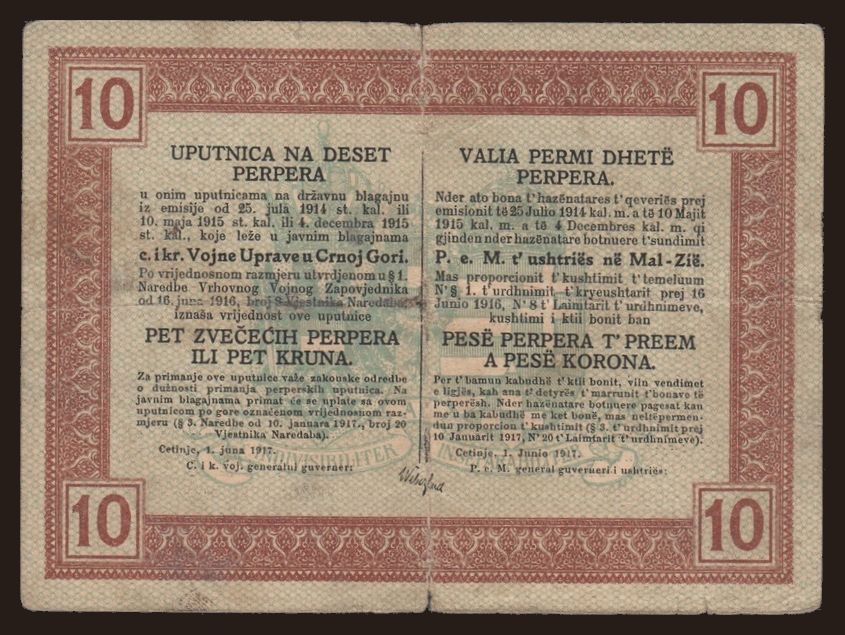 10
10
UPUTNICA NA DESET
PERPERA
u onim uputnicama na državnu blagajnu
iz emisije od 25. jula 1914 st. kal. ili
10. maja 1915 st. kal. ili 4. decembra 1915
st. kal., koje leže u javnim blagajnama
c. i kr. Vojne Uprave u Crnoj Gori.
Po vrijednosnom razmjeru utvrdjenom u § 1.
Naredbe Vrhovnog Vojnog Zapovjednika
od 16. juna 1916, broj 8 Vjestnika Naredaba,
iznaša vrijednost ove uputnice
PET ZVEČEĆIH PERPERA
ILI PET KRUNA.
Za primanje ove uputnice važe zakonske odredbe
o dužnosti primanja perperskih uputnica. Na
javnim blagajnama primat će se uplate sa ovom
uputnicom po gore označenom vrijednosnom raz-
mjeru (§ 3. Naredbe od 10. januara 1917., broj 20
Vjestnika Naredaba).
Cetinje, 1. juna 1917.
C. i k. voj. generalni guverner:
VALIA PERMI DHETË
PERPERA.
Nder ato bona t' hazënatares t' qeveriës prej
emisionit të 25 Julho 1914 kal. m. a të 10 Majit
1915 kal. m. a të 4 Decembres kal. m. qi
gjinden nder hazënatare botnuere t' sundimit
P. e M. t' ushtriës në Mal-Zië.
Mas proporcionit t' kushtimit t' temeluum
N° § 1. t' urdhnimit t' kryeushtarit prej 16
Junio 1916, N° 8 t' Laimtarit t' urdhnimeve,
kushtimi i ktii bonit ban
PESË PERPERA T' PREEM
A PESË KORONA.
Per t' bamun kabudhë t' ktii bonit, viln vendimet
e ligjës, kah ana t' detyrës t' marrunit t' bonavo të
perperësh. Nder hazënatare botnuere pagesat kan
me u ba kabudhë me ket bonë, mas neltëpermen-
dun proporcion t' kushtimit (§ 3. t' urdhnimit prej
10 Januarit 1917, N° 20 t' Laimtarit t' urdhnimeve).
Cetinje, 1. Junio 1917.
P. e M. general guverneri i ushtriës:
INDIVISIBILITER
10
10